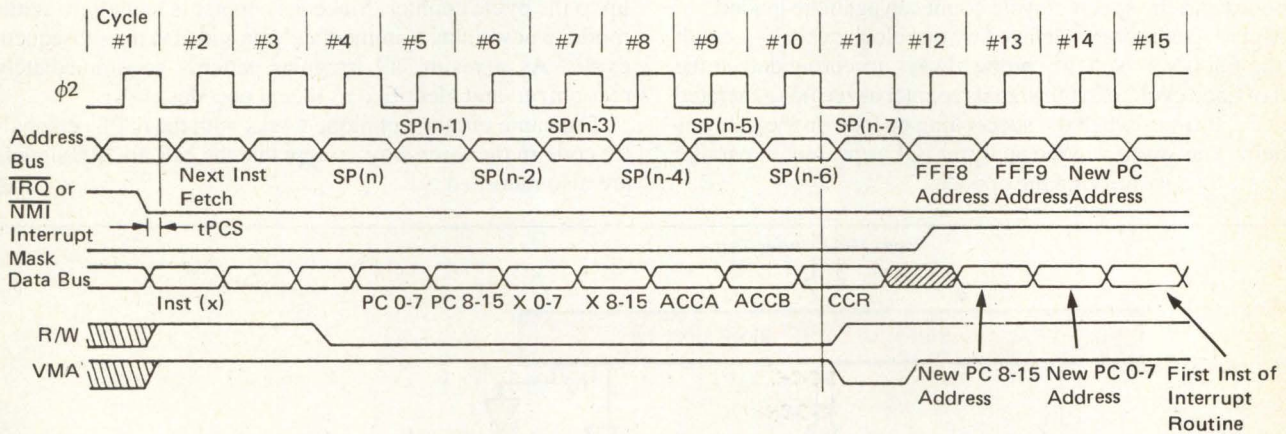 Cycle
#1 #2 #3 #4 #5 #6 #7 #8 #9 #10 #11 #12 #13 #14 #15
φ2
SP(n-1) SP(n-3) SP(n-5) SP(n-7)
Address
Bus
Next Inst
Fetch
SP(n) SP(n-2) SP(n-4) SP(n-6)
FFF8 FFF9 New PC
Address Address Address
IRQ or
NMI
tPCS
Interrupt
Mask
Data Bus
Inst (x) PC 0-7 PC 8-15 X 0-7 X 8-15 ACCA ACCB CCR
R/W
VMA
New PC 8-15 New PC 0-7 First Inst of
Address Address Interrupt
Routine